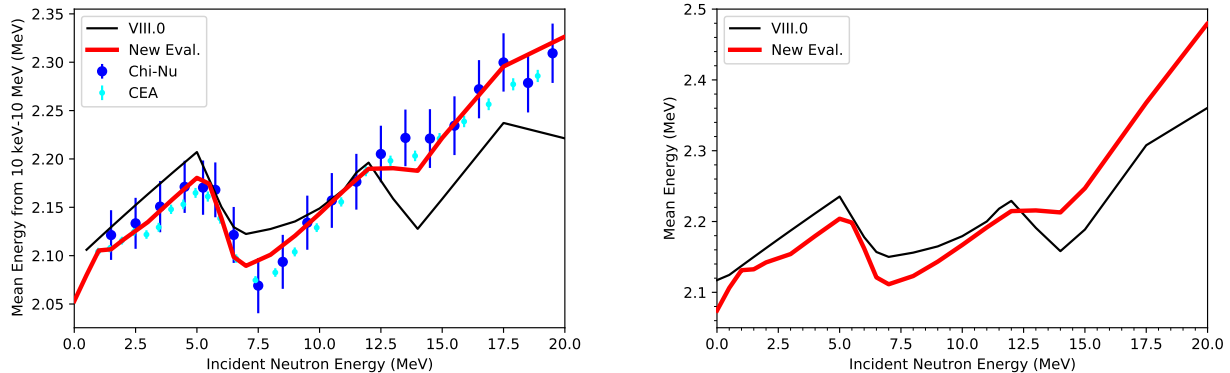 2.35
2.30
2.25
2.20
2.15
2.10
2.05
Mean Energy from 10 keV-10 MeV (MeV)
VIII.0
New Eval.
Chi-Nu
CEA
0.0 2.5 5.0 7.5 10.0 12.5 15.0 17.5 20.0
Incident Neutron Energy (MeV)
2.5
2.4
2.3
2.2
2.1
Mean Energy (MeV)
VIII.0
New Eval.
0.0 2.5 5.0 7.5 10.0 12.5 15.0 17.5 20.0
Incident Neutron Energy (MeV)